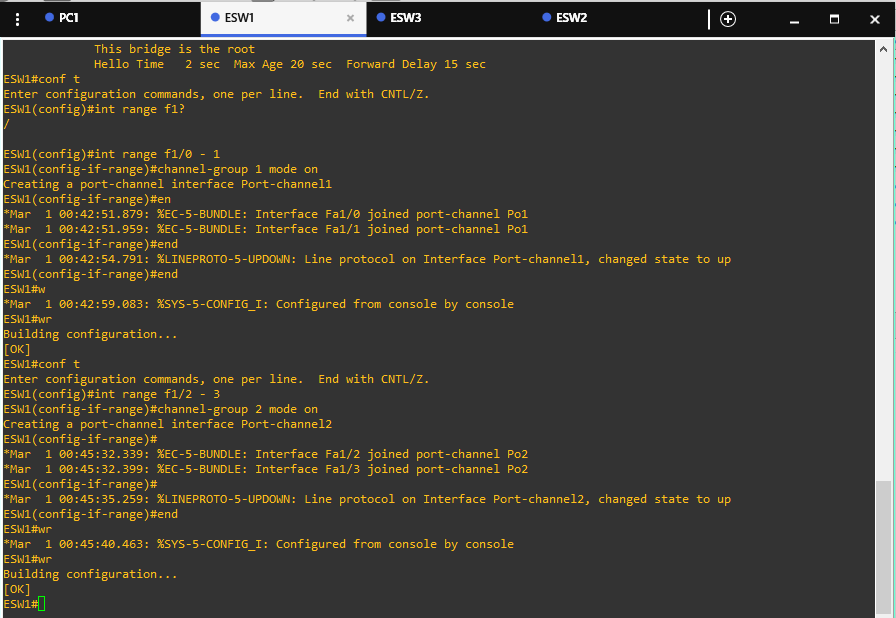 PC1
ESW1
ESW3
ESW2
This bridge is the root
Hello Time   2 sec  Max Age 20 sec  Forward Delay 15 sec
ESW1#conf t
Enter configuration commands, one per line.  End with CNTL/Z.
ESW1(config)#int range f1?
/
ESW1(config)#int range f1/0 - 1
ESW1(config-if-range)#channel-group 1 mode on
Creating a port-channel interface Port-channel1
ESW1(config-if-range)#en
*Mar  1 00:42:51.879: %EC-5-BUNDLE: Interface Fa1/0 joined port-channel Po1
*Mar  1 00:42:51.959: %EC-5-BUNDLE: Interface Fa1/1 joined port-channel Po1
ESW1(config-if-range)#end
*Mar  1 00:42:54.791: %LINEPROTO-5-UPDOWN: Line protocol on Interface Port-channel1, changed state to up
ESW1(config-if-range)#end
ESW1#w
*Mar  1 00:42:59.083: %SYS-5-CONFIG_I: Configured from console by console
ESW1#wr
Building configuration...
[OK]
ESW1#conf t
Enter configuration commands, one per line.  End with CNTL/Z.
ESW1(config)#int range f1/2 - 3
ESW1(config-if-range)#channel-group 2 mode on
Creating a port-channel interface Port-channel2
ESW1(config-if-range)#
*Mar  1 00:45:32.339: %EC-5-BUNDLE: Interface Fa1/2 joined port-channel Po2
*Mar  1 00:45:32.399: %EC-5-BUNDLE: Interface Fa1/3 joined port-channel Po2
ESW1(config-if-range)#
*Mar  1 00:45:35.259: %LINEPROTO-5-UPDOWN: Line protocol on Interface Port-channel2, changed state to up
ESW1(config-if-range)#end
ESW1#wr
*Mar  1 00:45:40.463: %SYS-5-CONFIG_I: Configured from console by console
ESW1#wr
Building configuration...
[OK]
ESW1#